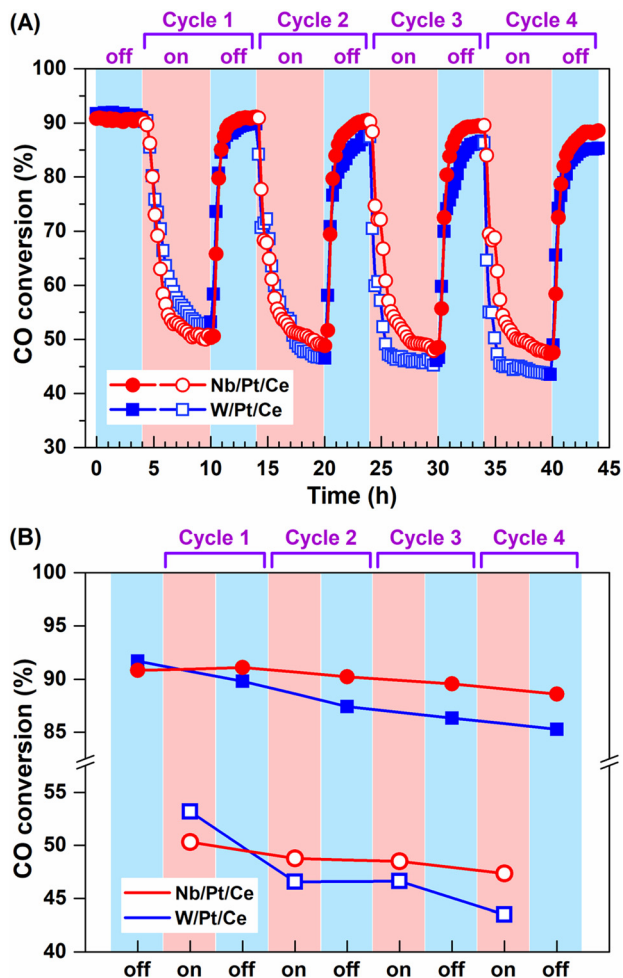 (A)
Cycle 1 Cycle 2 Cycle 3 Cycle 4
off on off on off on off on off
100
90
80
70
60
50
40
30
CO conversion (%)
Nb/Pt/Ce
W/Pt/Ce
0 5 10 15 20 25 30 35 40 45
Time (h)
(B)
Cycle 1 Cycle 2 Cycle 3 Cycle 4
100
95
90
85
55
50
45
40
CO conversion (%)
Nb/Pt/Ce
W/Pt/Ce
off on off on off on off on off